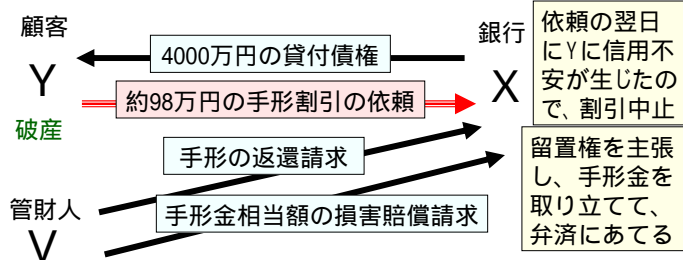 顧客
Y
破産
4000万円の貸付債権
約98万円の手形割引の依頼
銀行
X
依頼の翌日
にYに信用不
安が生じたの
で、割引中止
手形の返還請求
手形金相当額の損害賠償請求
管財人
V
留置権を主張
し、手形金を
取り立てて、
弁済にあてる